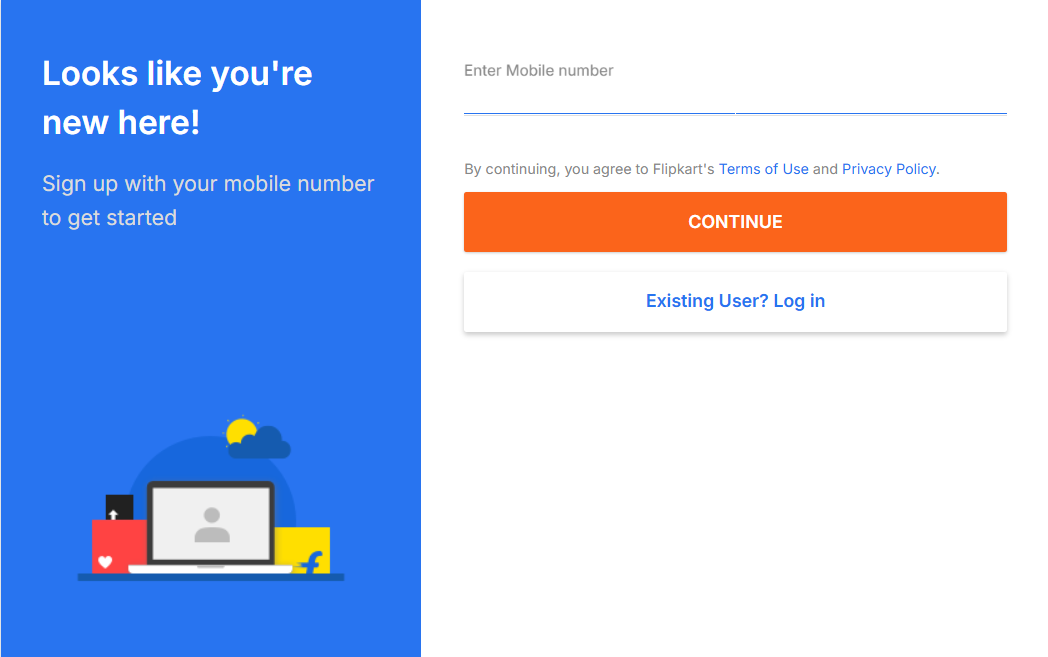 Looks like you're
new here!
Sign up with your mobile number
to get started
Enter Mobile number
By continuing, you agree to Flipkart's Terms of Use and Privacy Policy.
CONTINUE
Existing User? Log in